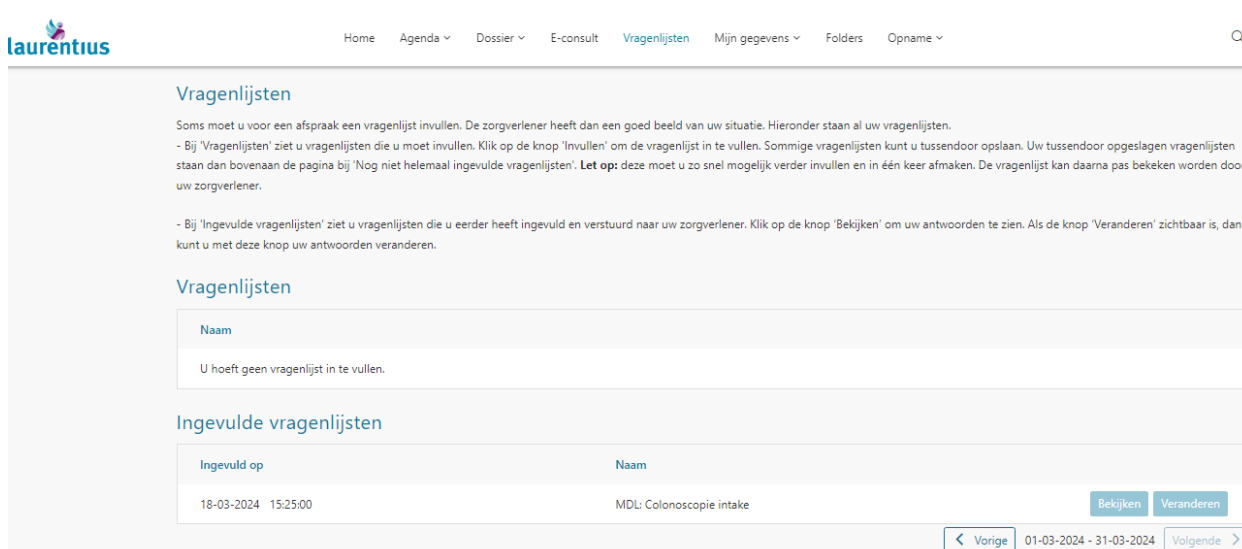 laurentius
Home Agenda Dossier E-consult Vragenlijsten Mijn gegevens Folders Opname
Vragenlijsten
Soms moet u voor een afspraak een vragenlijst invullen. De zorgverlener heeft dan een goed beeld van uw situatie. Hieronder staan al uw vragenlijsten.
- Bij 'Vragenlijsten' ziet u vragenlijsten die u moet invullen. Klik op de knop 'Invullen' om de vragenlijst in te vullen. Sommige vragenlijsten kunt u tussendoor opslaan. Uw tussendoor opgeslagen vragenlijsten
staan dan bovenaan de pagina bij 'Nog niet helemaal ingevulde vragenlijsten'. Let op: deze moet u zo snel mogelijk verder invullen en in één keer afmaken. De vragenlijst kan daarna pas bekeken worden doo
uw zorgverlener.
- Bij 'Ingevulde vragenlijsten' ziet u vragenlijsten die u eerder heeft ingevuld en verstuurd naar uw zorgverlener. Klik op de knop 'Bekijken' om uw antwoorden te zien. Als de knop 'Veranderen' zichtbaar is, dan
kunt u met deze knop uw antwoorden veranderen.
Vragenlijsten
Naam
U hoeft geen vragenlijst in te vullen.
Ingevulde vragenlijsten
Ingevuld op Naam
18-03-2024 15:25:00 MDL: Colonoscopie intake Bekijken Veranderen
Vorige 01-03-2024 - 31-03-2024 Volgende